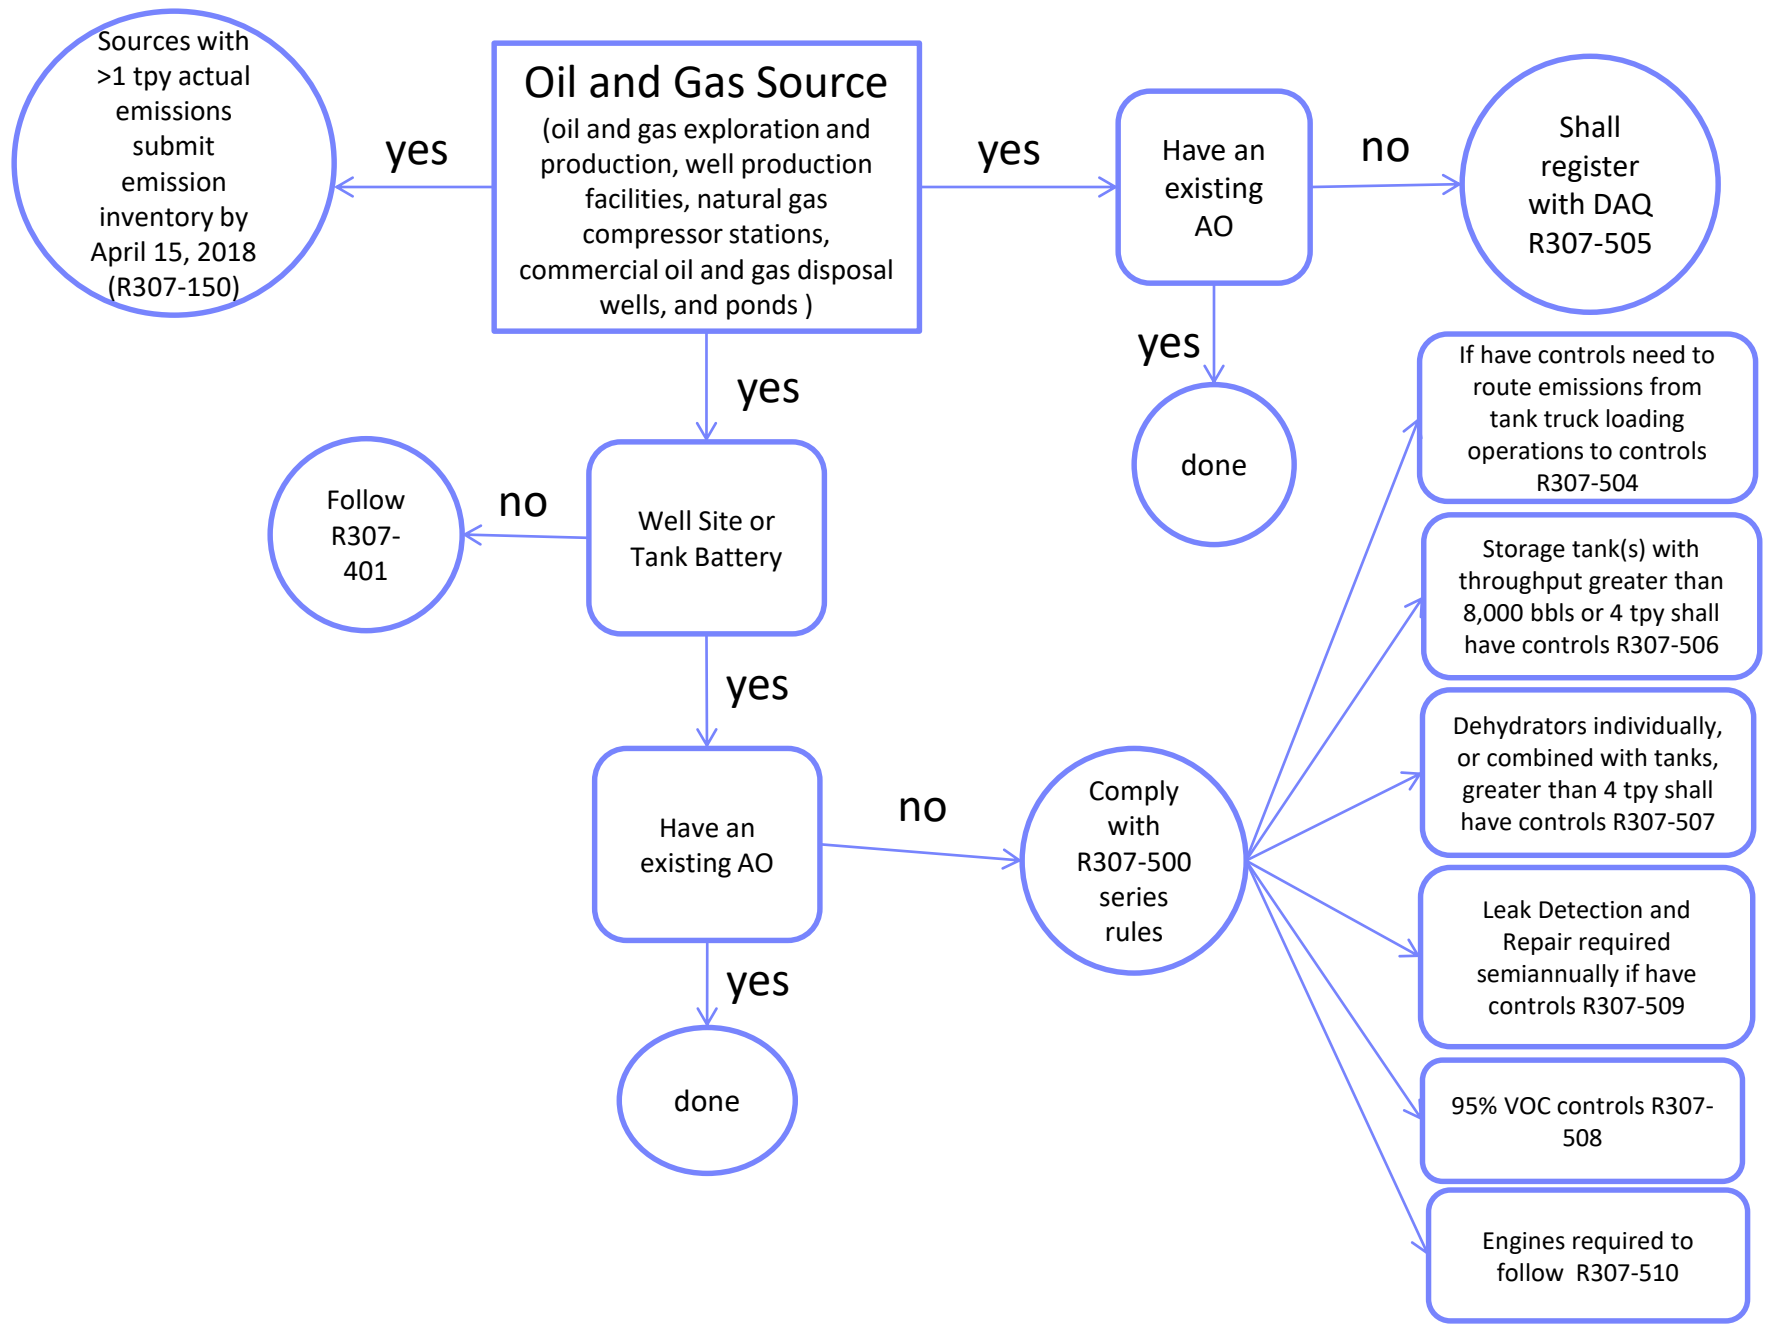 Sources with
>1 tpy actual
emissions
submit
emission
inventory by
April 15, 2018
(R307-150)
yes
Oil and Gas Source
(oil and gas exploration and
production, well production
facilities, natural gas
compressor stations,
commercial oil and gas disposal
wells, and ponds )
yes
Have an
existing
AO
no
Shall
register
with DAQ
R307-505
yes
done
yes
Well Site or
Tank Battery
no
Follow
R307-
401
yes
Have an
existing AO
yes
done
no
Comply
with
R307-500
series
rules
If have controls need to
route emissions from
tank truck loading
operations to controls
R307-504
Storage tank(s) with
throughput greater than
8,000 bbls or 4 tpy shall
have controls R307-506
Dehydrators individually,
or combined with tanks,
greater than 4 tpy shall
have controls R307-507
Leak Detection and
Repair required
semiannually if have
controls R307-509
95% VOC controls R307-
508
Engines required to
follow  R307-510